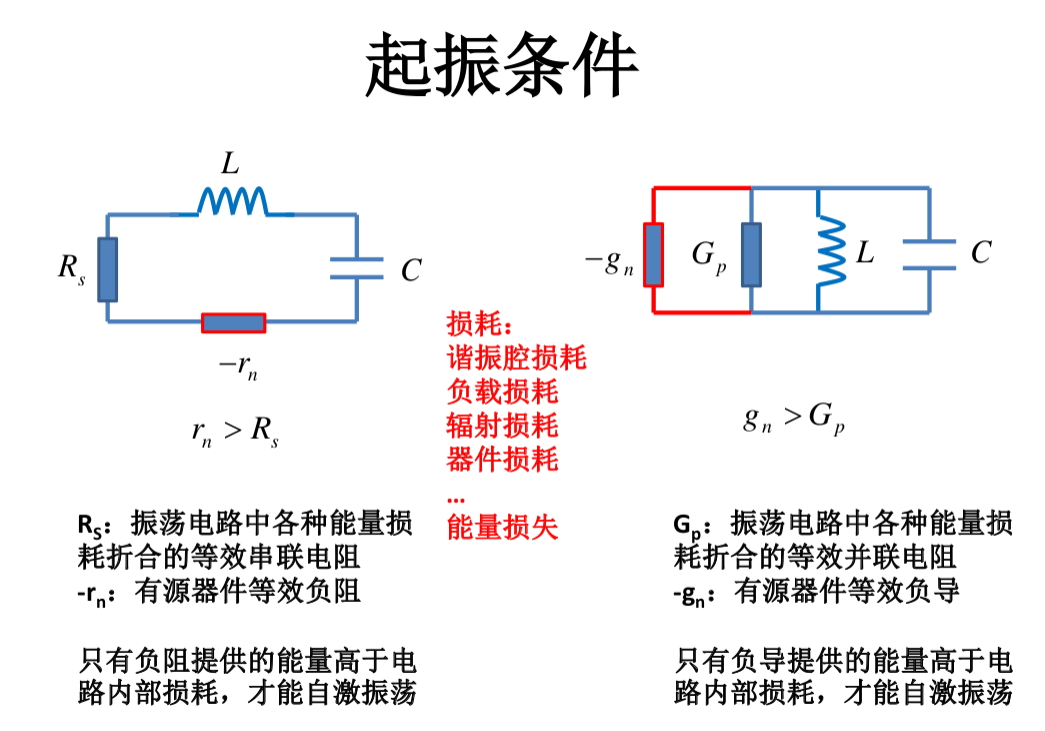 起振条件
L
R_s
C
−r_n
r_n > R_s
R_S：振荡电路中各种能量损
耗折合的等效串联电阻
-r_n：有源器件等效负阻
只有负阻提供的能量高于电
路内部损耗，才能自激振荡
损耗：
谐振腔损耗
负载损耗
辐射损耗
器件损耗
...
能量损失
−g_n
G_p
L
C
g_n > G_p
G_p：振荡电路中各种能量损
耗折合的等效并联电阻
-g_n：有源器件等效负导
只有负导提供的能量高于电
路内部损耗，才能自激振荡